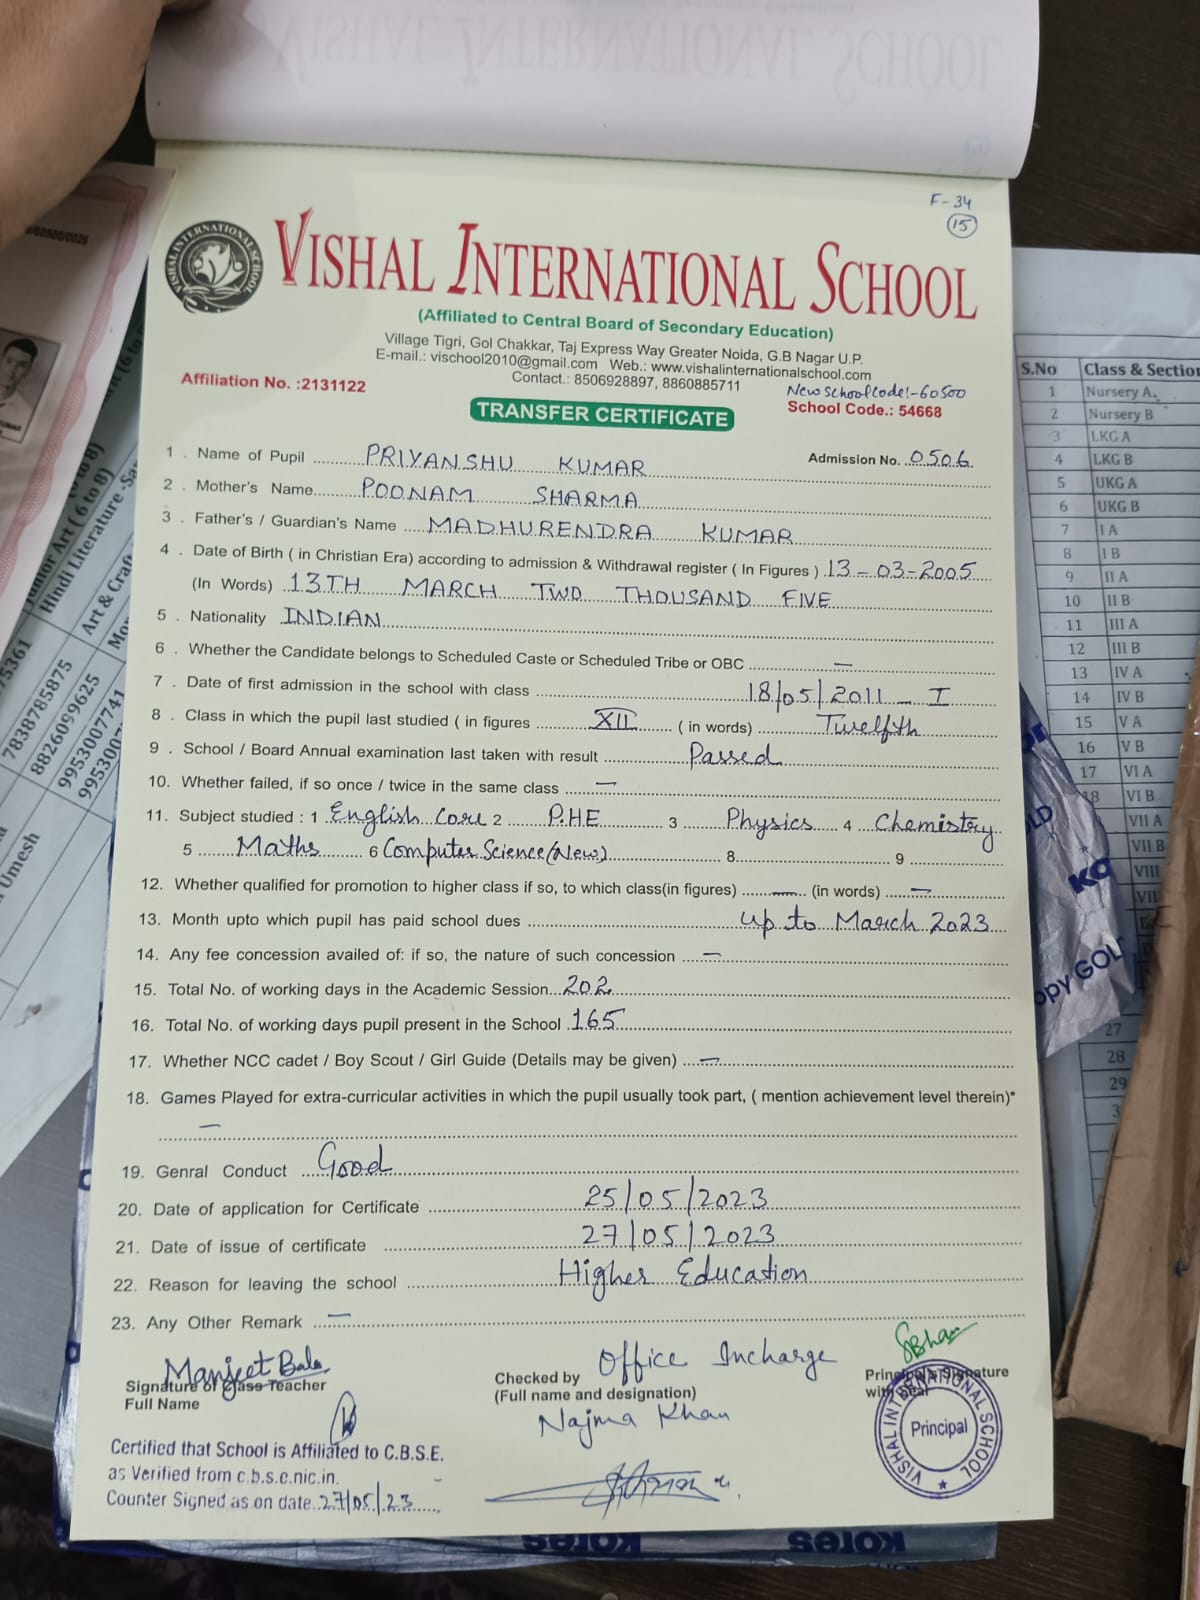 F-34
15
VISHAL INTERNATIONAL SCHOOL
VISHAL INTERNATIONAL SCHOOL
(Affiliated to Central Board of Secondary Education)
Village Tigri, Gol Chakkar, Taj Express Way Greater Noida, G.B Nagar U.P.
E-mail.: vischool2010@gmail.com Web.: www.vishalinternationalschool.com
Contact.: 8506928897, 8860885711
Affiliation No. :2131122
New School Code:-60500
School Code.: 54668
TRANSFER CERTIFICATE
1 . Name of Pupil PRIYANSHU KUMAR Admission No. 0506
2 . Mother's Name POONAM SHARMA
3 . Father's / Guardian's Name MADHURENDRA KUMAR
4 . Date of Birth ( in Christian Era) according to admission & Withdrawal register ( In Figures ) 13-03-2005
(In Words) 13TH MARCH TWO THOUSAND FIVE
5 . Nationality INDIAN
6 . Whether the Candidate belongs to Scheduled Caste or Scheduled Tribe or OBC —
7 . Date of first admission in the school with class 18/05/2011 - I
8 . Class in which the pupil last studied ( in figures XII ( in words) Twelfth
9 . School / Board Annual examination last taken with result Passed
10. Whether failed, if so once / twice in the same class —
11. Subject studied : 1 English Core 2 P.HE 3 Physics 4 Chemistry
5 Maths 6 Computer Science(New) 8 9
12. Whether qualified for promotion to higher class if so, to which class(in figures) — (in words) —
13. Month upto which pupil has paid school dues up to March 2023
14. Any fee concession availed of: if so, the nature of such concession —
15. Total No. of working days in the Academic Session 202
16. Total No. of working days pupil present in the School 165
17. Whether NCC cadet / Boy Scout / Girl Guide (Details may be given) —
18. Games Played for extra-curricular activities in which the pupil usually took part, ( mention achievement level therein)*
—
19. Genral Conduct Good
20. Date of application for Certificate 25/05/2023
21. Date of issue of certificate 27/05/2023
22. Reason for leaving the school Higher Education
23. Any Other Remark —
Manjeet Bala
Signature of Class Teacher
Full Name
Office Incharge
Checked by
(Full name and designation)
Najma Khan
Principal's Signature
with Seal
VISHAL INTERNATIONAL SCHOOL
Principal
Certified that School is Affiliated to C.B.S.E.
as Verified from c.b.s.e.nic.in.
Counter Signed as on date 27/05/23
S.No Class & Section
1 Nursery A
2 Nursery B
3 LKG A
4 LKG B
5 UKG A
6 UKG B
7 I A
8 I B
9 II A
10 II B
11 III A
12 III B
13 IV A
14 IV B
15 V A
16 V B
17 VI A
18 VI B
VII A
VII B
VIII
27
28
29
Junior Art ( 6 to 8)
Hindi Literature
Art & Craft
7838785875
8826099625
9953007741
Umesh
kores
kores